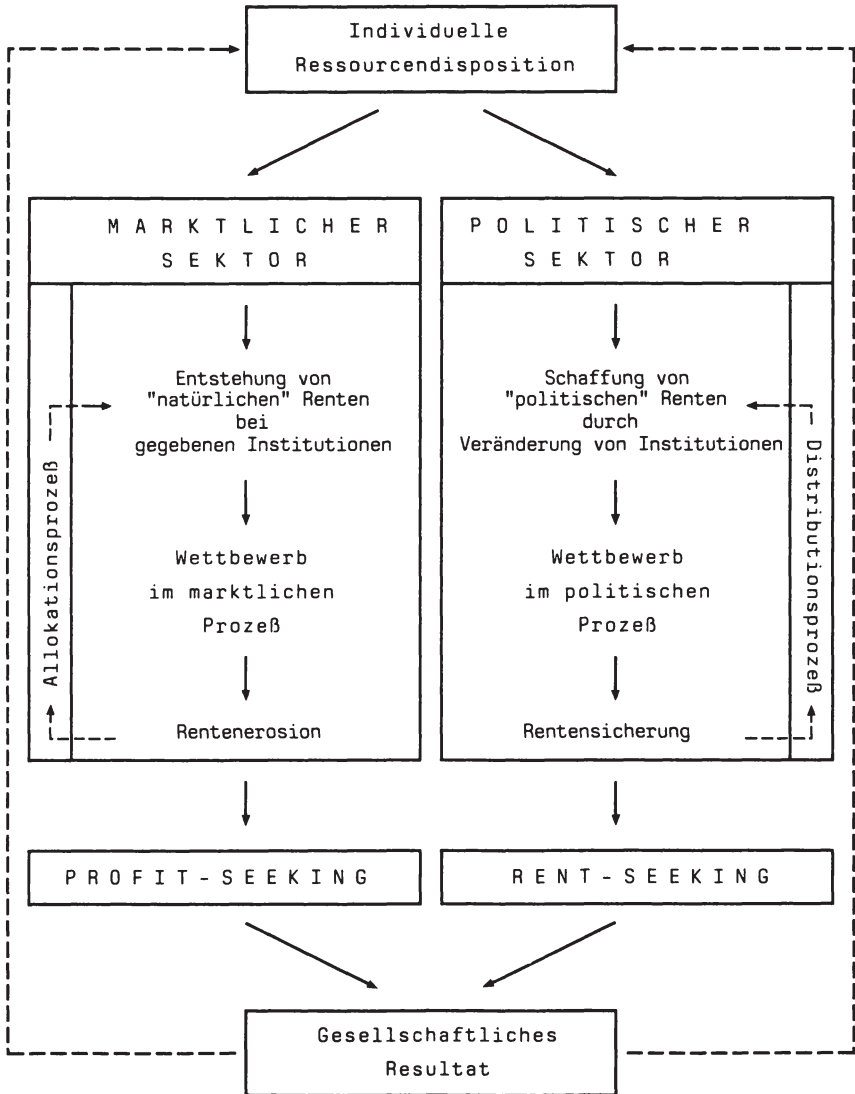 Individuelle
Ressourcendisposition
MARKTLICHER
SEKTOR
Entstehung von
"natürlichen" Renten
bei
gegebenen Institutionen
Wettbewerb
im marktlichen
Prozeß
Rentenerosion
Allokationsprozeß
PROFIT-SEEKING
POLITISCHER
SEKTOR
Schaffung von
"politischen" Renten
durch
Veränderung von Institutionen
Wettbewerb
im politischen
Prozeß
Rentensicherung
Distributionsprozeß
RENT-SEEKING
Gesellschaftliches
Resultat